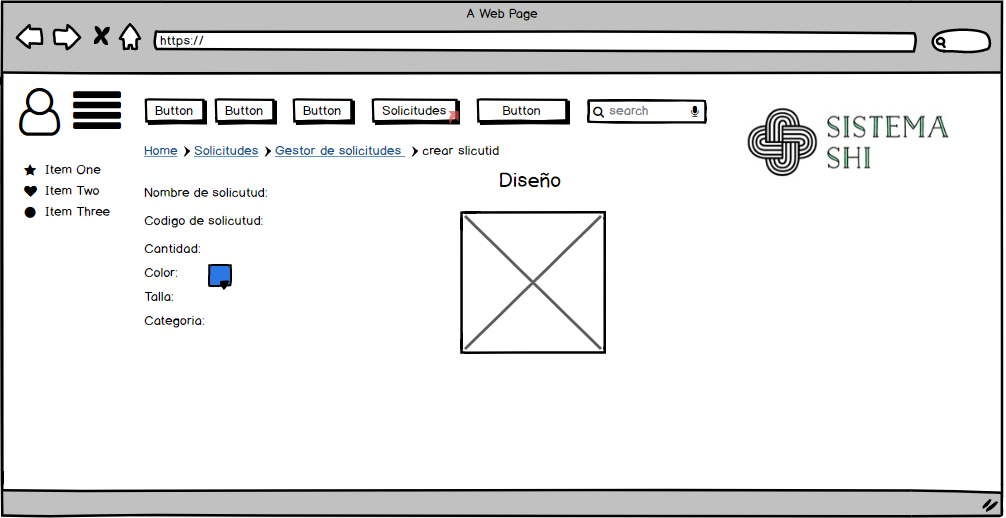 A Web Page
https://
Button Button Button Solicitudes Button search
SISTEMA
SHI
Home Solicitudes Gestor de solicitudes crear slicutid
Item One
Item Two
Item Three
Diseño
Nombre de solicutud:
Codigo de solicutud:
Cantidad:
Color:
Talla:
Categoria: